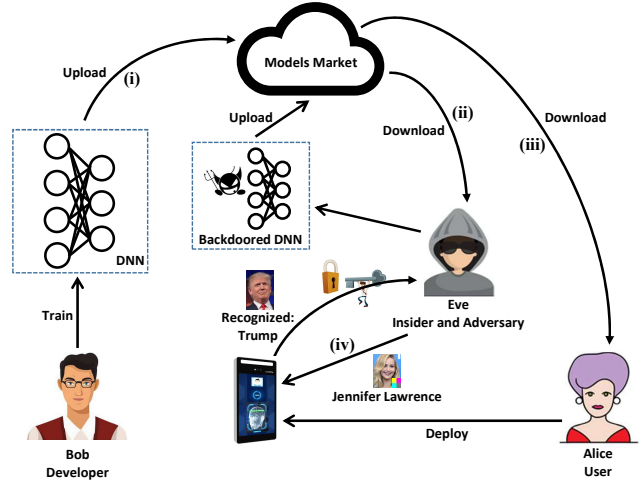 Models Market
Upload
(i)
(ii)
Upload
Download
Download
(iii)
Backdoored DNN
DNN
Train
Recognized:
Trump
Eve
Insider and Adversary
(iv)
Jennifer Lawrence
Deploy
Bob
Developer
Alice
User